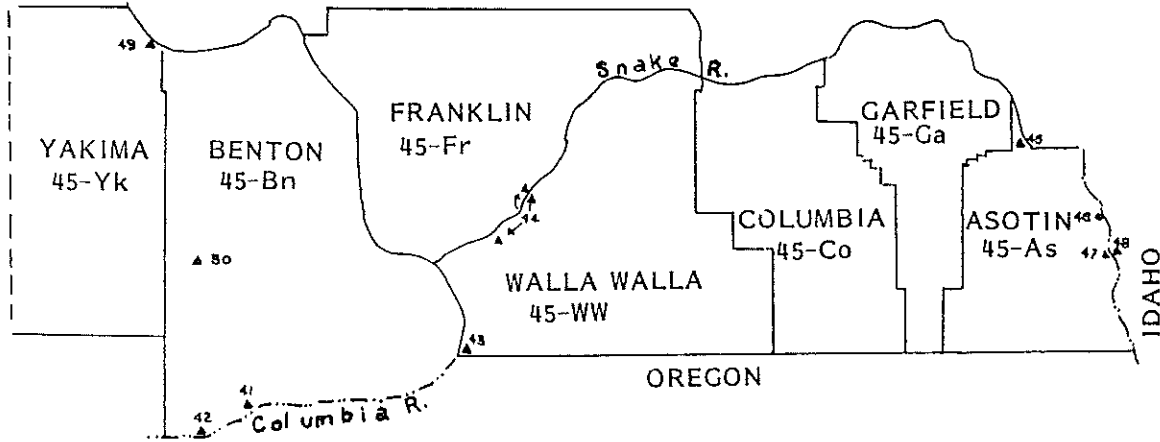 49
Snake R.
FRANKLIN
45-Fr
GARFIELD
45-Ga
45
YAKIMA
45-Yk
BENTON
45-Bn
44
COLUMBIA
45-Co
ASOTIN
45-As
46
47
48
50
WALLA WALLA
45-WW
IDAHO
43
OREGON
41
42
Columbia R.